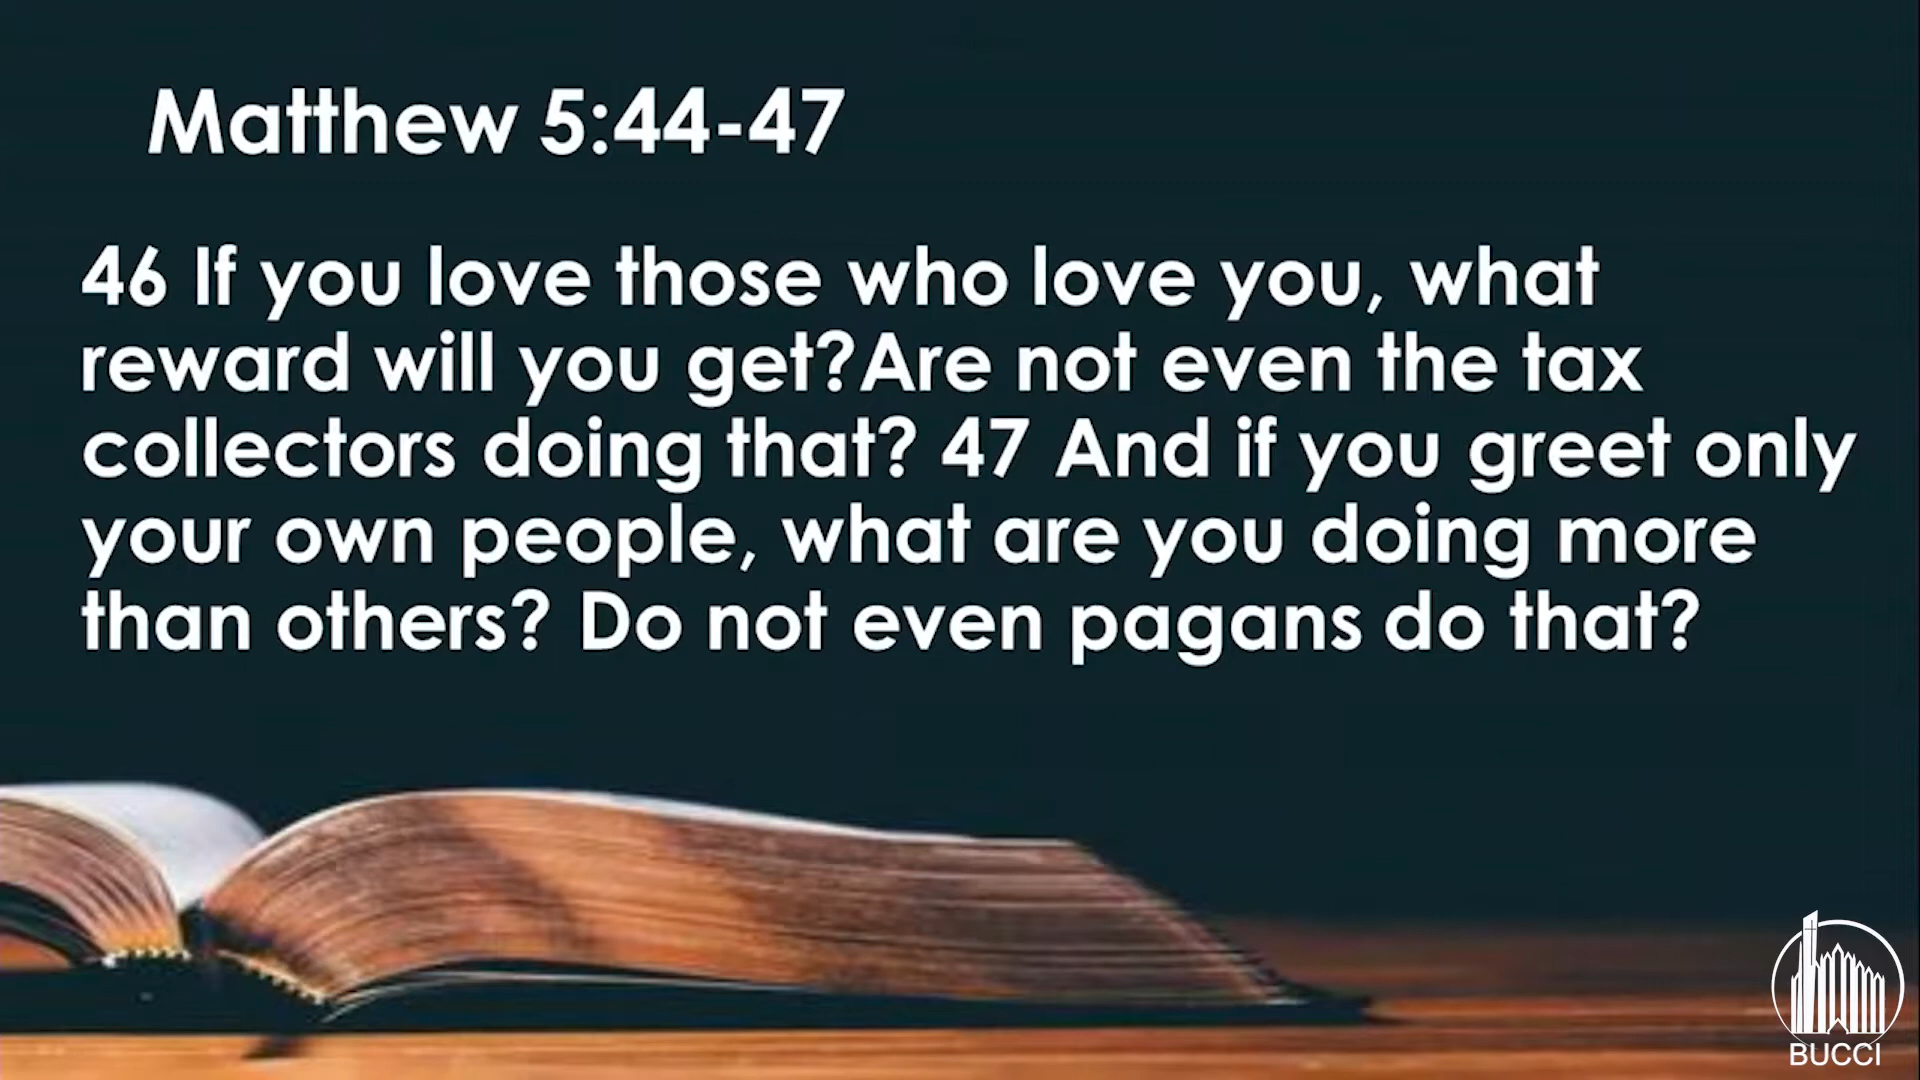 Matthew 5:44-47
46 If you love those who love you, what
reward will you get?Are not even the tax
collectors doing that? 47 And if you greet only
your own people, what are you doing more
than others? Do not even pagans do that?
BUCCI